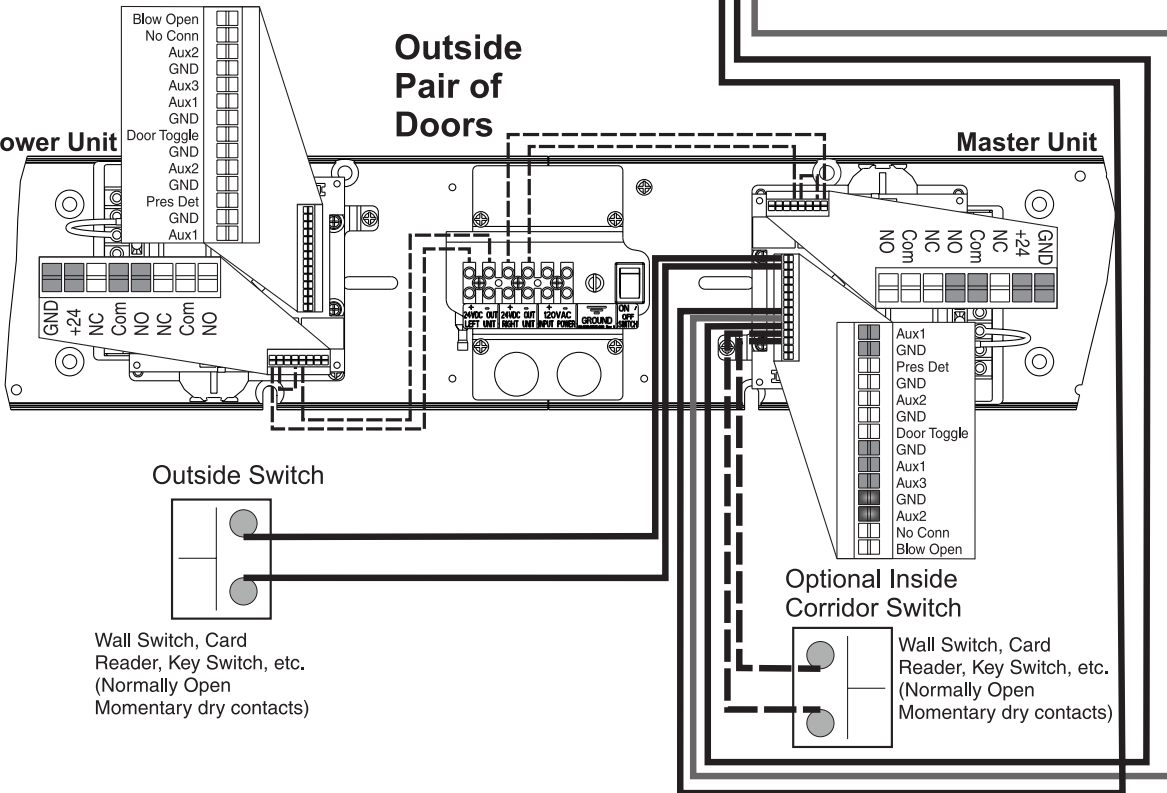 Blow Open
No Conn
Aux2
GND
Aux3
Aux1
GND
Door Toggle
GND
Aux2
GND
Pres Det
GND
Aux1
Outside
Pair of
Doors
ower Unit
Master Unit
GND
+24
NC
Com
NO
NC
Com
NO
+ -
24VDC OUT
LEFT UNIT
+ -
24VDC OUT
RIGHT UNIT
+ -
120VAC
INPUT POWER
GROUND
ON /
OFF
SWITCH
NO
Com
NC
NO
Com
NC
+24
GND
Aux1
GND
Pres Det
GND
Aux2
GND
Door Toggle
GND
Aux1
Aux3
GND
Aux2
No Conn
Blow Open
Outside Switch
Wall Switch, Card
Reader, Key Switch, etc.
(Normally Open
Momentary dry contacts)
Optional Inside
Corridor Switch
Wall Switch, Card
Reader, Key Switch, etc.
(Normally Open
Momentary dry contacts)